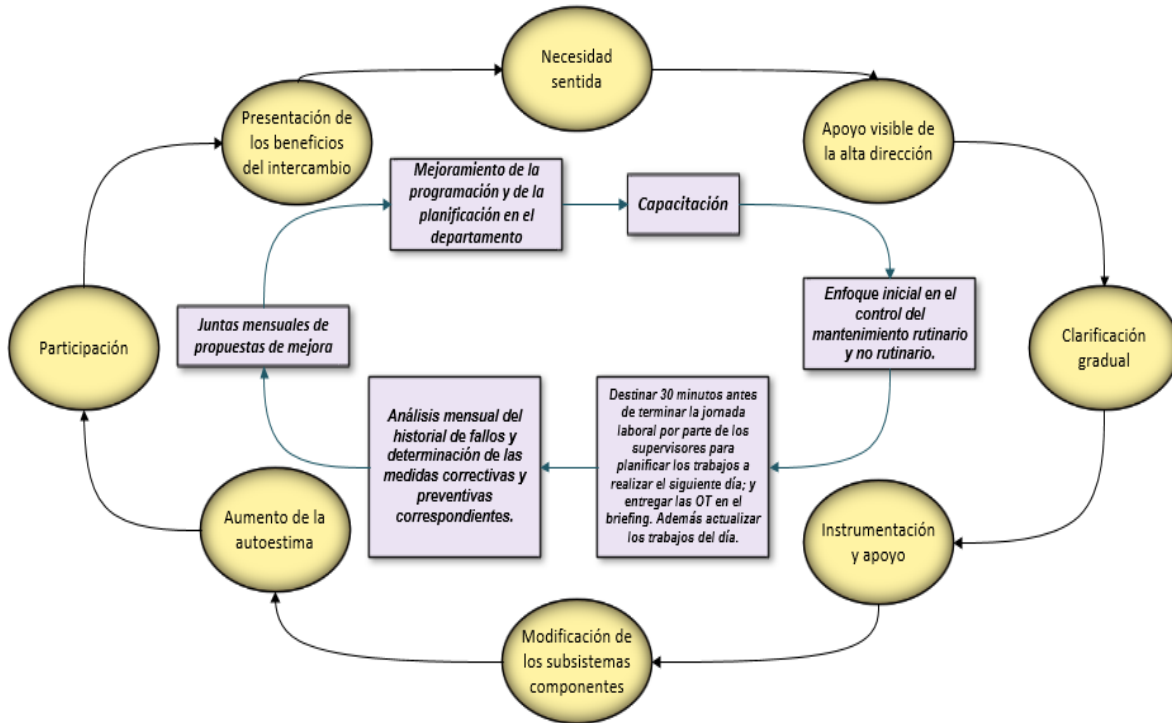 Necesidad
sentida
Apoyo visible de
la alta dirección
Clarificación
gradual
Instrumentación
y apoyo
Modificación de
los subsistemas
componentes
Aumento de la
autoestima
Participación
Presentación de
los beneficios
del intercambio
Mejoramiento de la
programación y de la
planificación en el
departamento
Capacitación
Enfoque inicial en el
control del
mantenimiento rutinario
y no rutinario.
Destinar 30 minutos antes
de terminar la jornada
laboral por parte de los
supervisores para
planificar los trabajos a
realizar el siguiente día; y
entregar las OT en el
briefing. Además actualizar
los trabajos del día.
Análisis mensual del
historial de fallos y
determinación de las
medidas correctivas y
preventivas
correspondientes.
Juntas mensuales de
propuestas de mejora